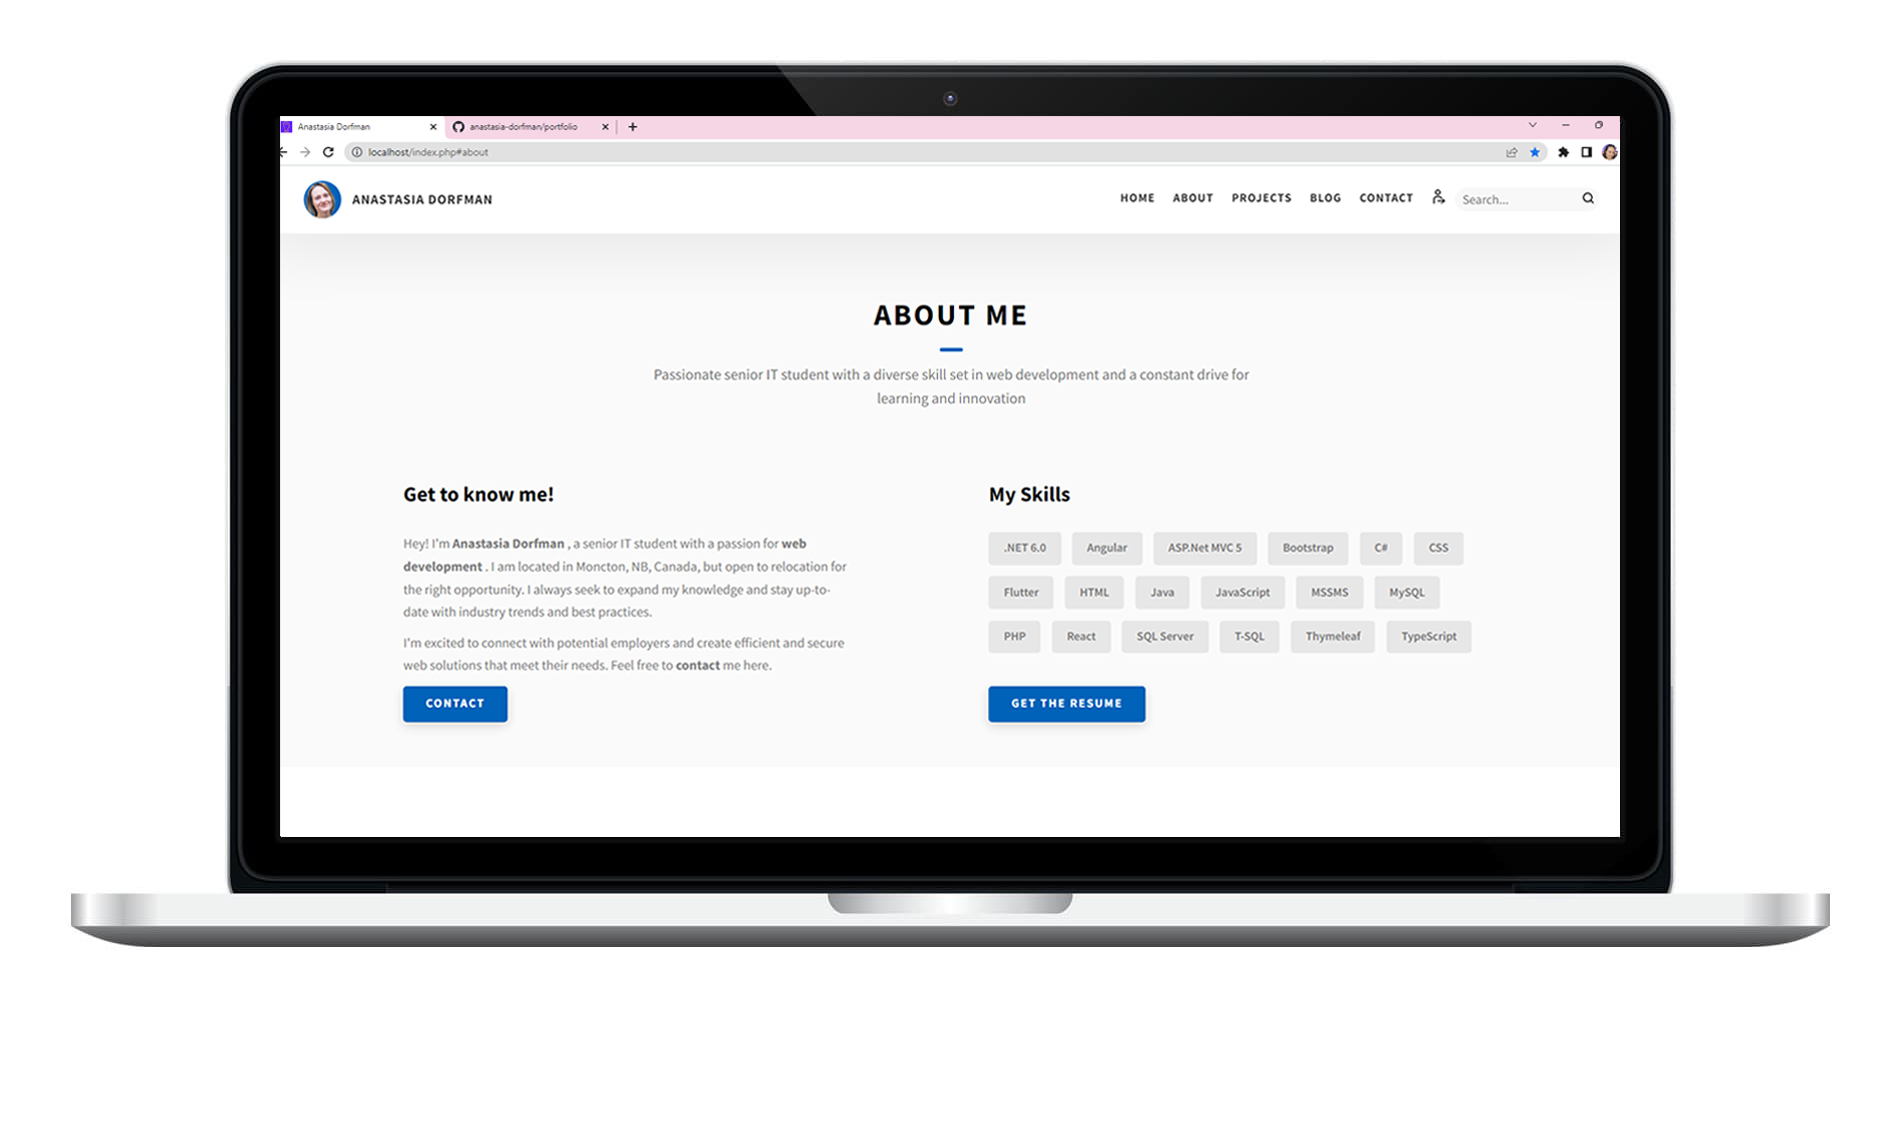 Anastasia Dorfman
anastasia-dorfman/portfolio
localhost/index.php#about
ANASTASIA DORFMAN
HOME ABOUT PROJECTS BLOG CONTACT Search...
ABOUT ME
Passionate senior IT student with a diverse skill set in web development and a constant drive for
learning and innovation
Get to know me!
Hey! I'm Anastasia Dorfman , a senior IT student with a passion for web
development . I am located in Moncton, NB, Canada, but open to relocation for
the right opportunity. I always seek to expand my knowledge and stay up-to-
date with industry trends and best practices.
I'm excited to connect with potential employers and create efficient and secure
web solutions that meet their needs. Feel free to contact me here.
CONTACT
My Skills
.NET 6.0 Angular ASP.Net MVC 5 Bootstrap C# CSS
Flutter HTML Java JavaScript MSSMS MySQL
PHP React SQL Server T-SQL Thymeleaf TypeScript
GET THE RESUME